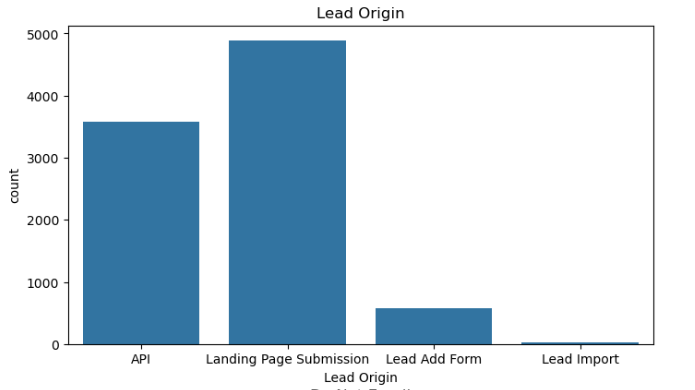 Lead Origin
5000
4000
3000
2000
1000
0
count
API Landing Page Submission Lead Add Form Lead Import
Lead Origin